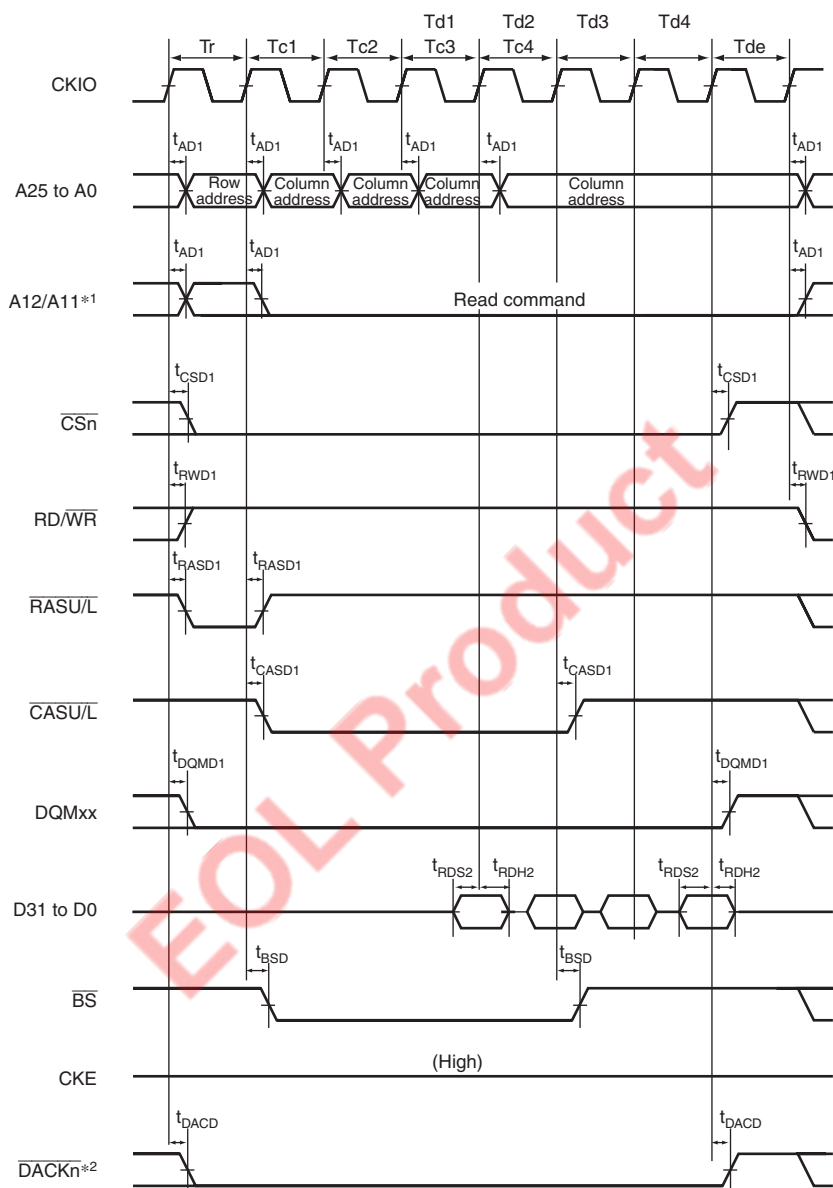 Td1 Td2 Td3 Td4
Tr Tc1 Tc2 Tc3 Tc4 Tde
CKIO
tAD1 tAD1 tAD1 tAD1 tAD1 tAD1
A25 to A0
Row address
Column address
Column address
Column address
Column address
tAD1 tAD1 tAD1
A12/A11*1
Read command
tCSD1 tCSD1
CSn
tRWD1 tRWD1
RD/WR
tRASD1 tRASD1
RASU/L
tCASD1 tCASD1
CASU/L
tDQMD1 tDQMD1
DQMxx
tRDS2 tRDH2 tRDS2 tRDH2
D31 to D0
tBSD tBSD
BS
(High)
CKE
tDACD tDACD
DACKn*2
EOL Product